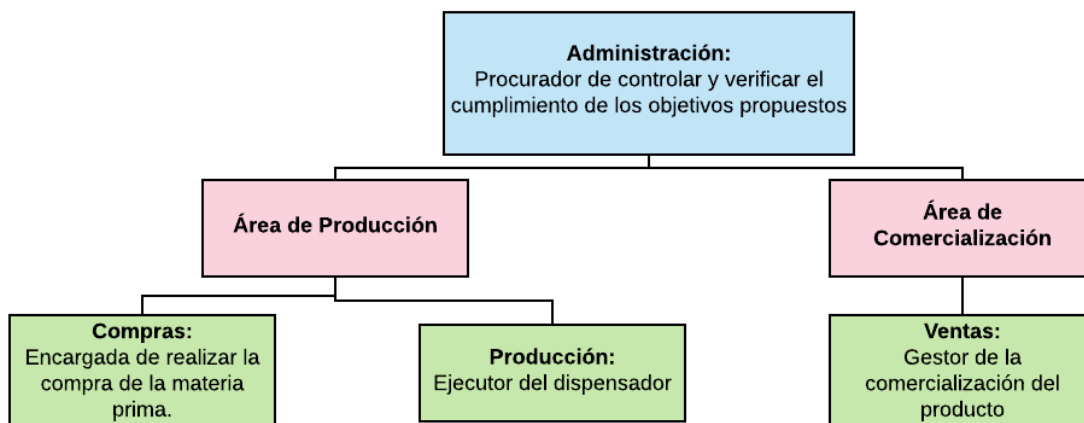 Administración:
Procurador de controlar y verificar el
cumplimiento de los objetivos propuestos
Área de Producción
Área de
Comercialización
Compras:
Encargada de realizar la
compra de la materia
prima.
Producción:
Ejecutor del dispensador
Ventas:
Gestor de la
comercialización del
producto